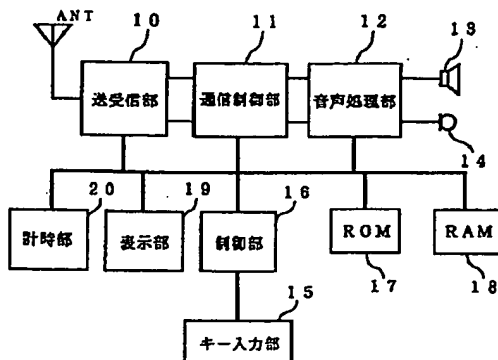 ANT
10
11
12
13
送受信部
通信制御部
音声処理部
14
20
19
16
計時部
表示部
制御部
ROM
RAM
17
18
15
キー入力部